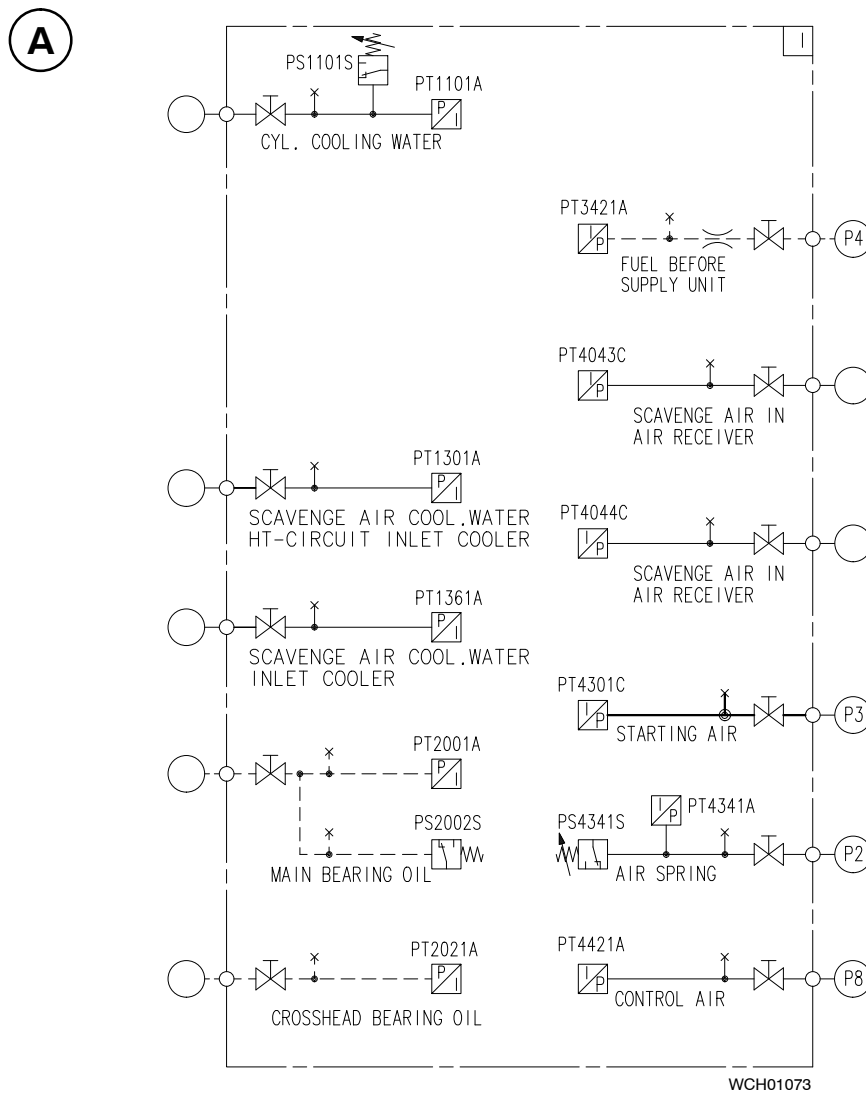 A
I
PS1101S
PT1101A
P
I
CYL. COOLING WATER
PT3421A
I
P
P4
FUEL BEFORE
SUPPLY UNIT
PT4043C
I
P
SCAVENGE AIR IN
AIR RECEIVER
PT1301A
P
I
SCAVENGE AIR COOL.WATER
HT-CIRCUIT INLET COOLER
PT4044C
I
P
SCAVENGE AIR IN
AIR RECEIVER
PT1361A
P
I
SCAVENGE AIR COOL.WATER
INLET COOLER
PT4301C
I
P
P3
STARTING AIR
PT2001A
P
I
PS2002S
MAIN BEARING OIL
PS4341S
I
P
PT4341A
P2
AIR SPRING
PT2021A
P
I
CROSSHEAD BEARING OIL
PT4421A
I
P
P8
CONTROL AIR
WCH01073